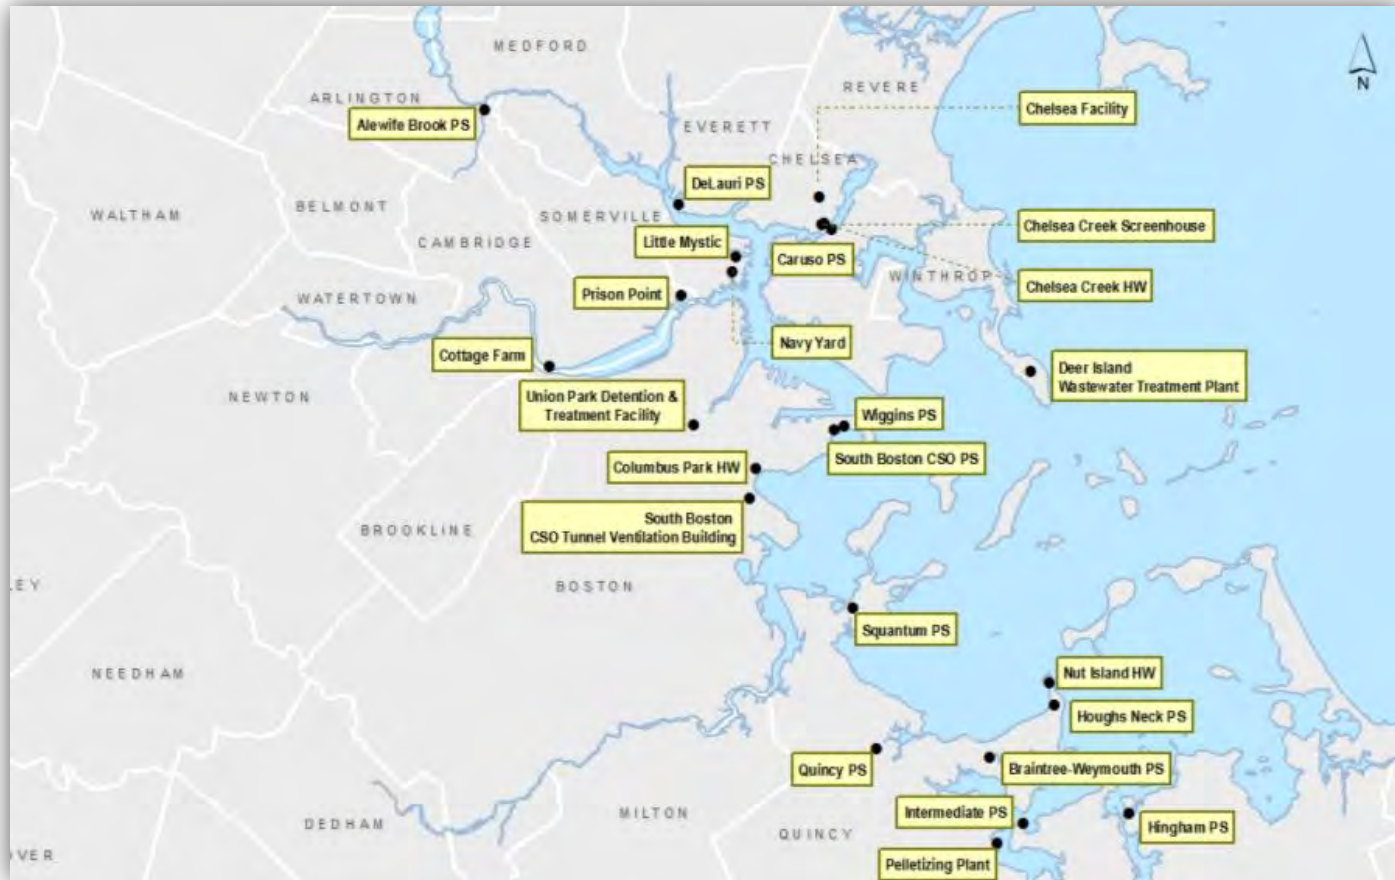 MEDFORD
REVERE
N
ARLINGTON
Alewife Brook PS
Chelsea Facility
EVERETT
CHELSEA
DeLauri PS
WALTHAM
BELMONT
SOMERVILLE
Chelsea Creek Screenhouse
CAMBRIDGE
Little Mystic
Caruso PS
WINTHROP
Chelsea Creek HW
WATERTOWN
Prison Point
Navy Yard
Cottage Farm
Deer Island
Wastewater Treatment Plant
NEWTON
Union Park Detention &
Treatment Facility
Wiggins PS
South Boston CSO PS
Columbus Park HW
South Boston
CSO Tunnel Ventilation Building
BROOKLINE
BOSTON
LEY
Squantum PS
NEEDHAM
Nut Island HW
Houghs Neck PS
Quincy PS
Braintree-Weymouth PS
MILTON
Intermediate PS
DEDHAM
QUINCY
Hingham PS
OVER
Pelletizing Plant